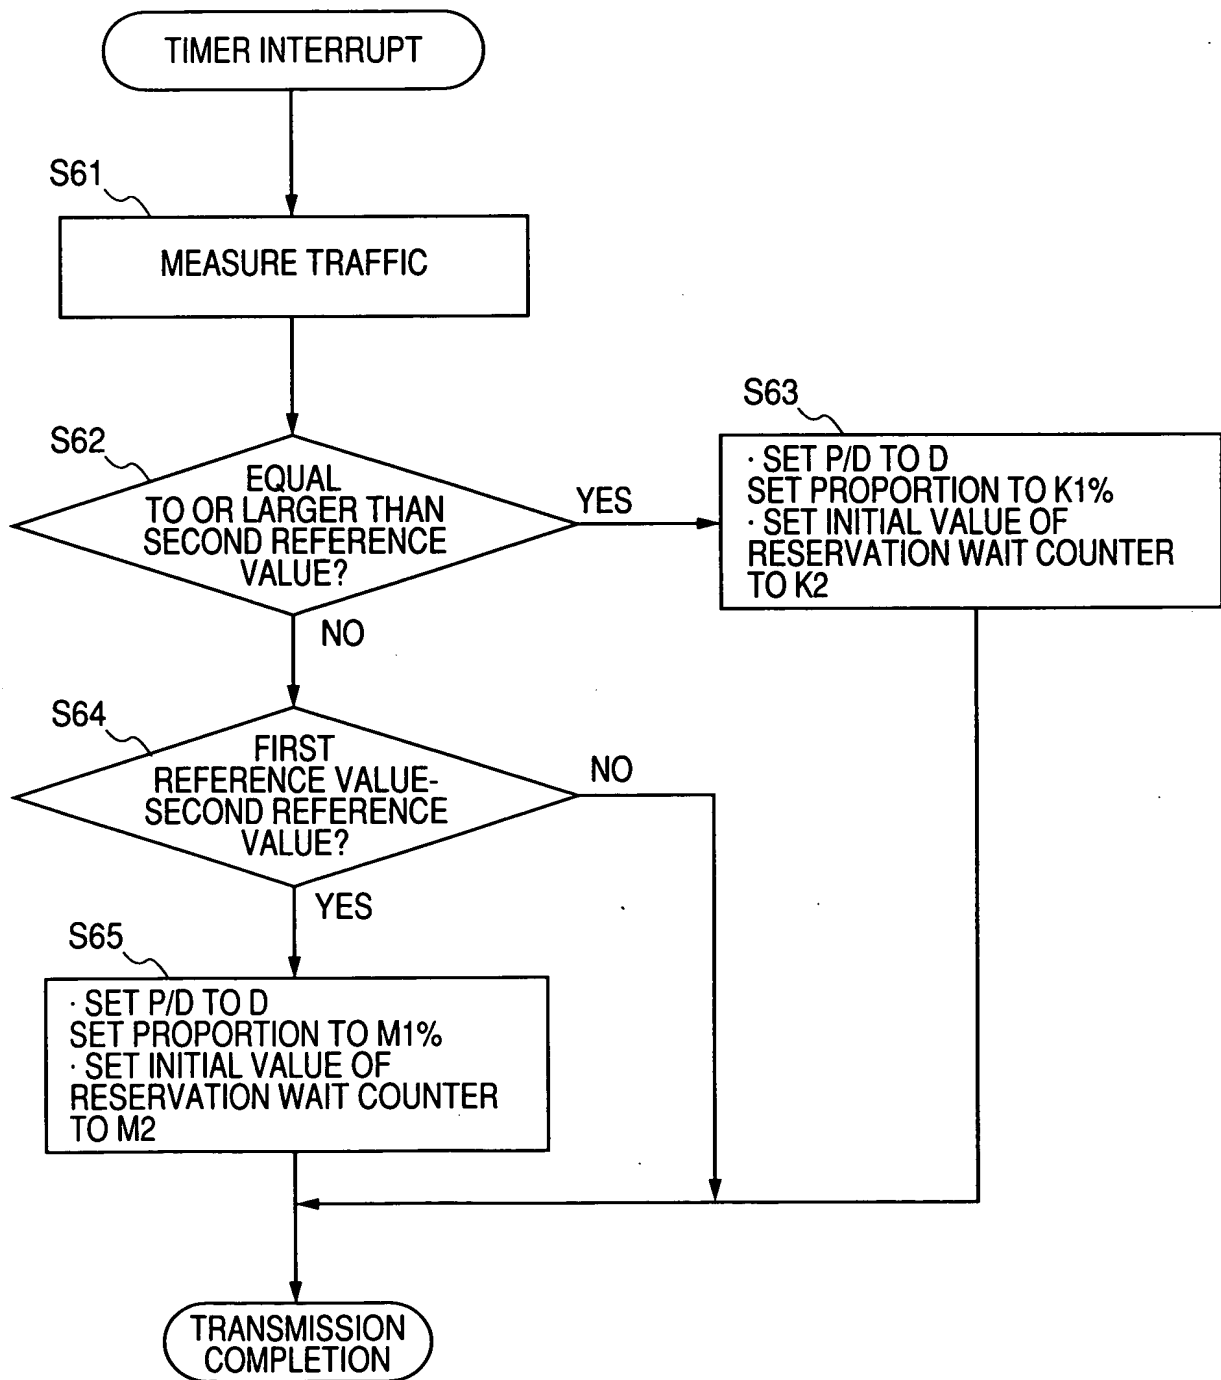 TIMER INTERRUPT
S61
MEASURE TRAFFIC
S62
EQUAL
TO OR LARGER THAN
SECOND REFERENCE
VALUE?
YES
NO
S63
· SET P/D TO D
SET PROPORTION TO K1%
· SET INITIAL VALUE OF
RESERVATION WAIT COUNTER
TO K2
S64
FIRST
REFERENCE VALUE-
SECOND REFERENCE
VALUE?
NO
YES
S65
· SET P/D TO D
SET PROPORTION TO M1%
· SET INITIAL VALUE OF
RESERVATION WAIT COUNTER
TO M2
TRANSMISSION
COMPLETION